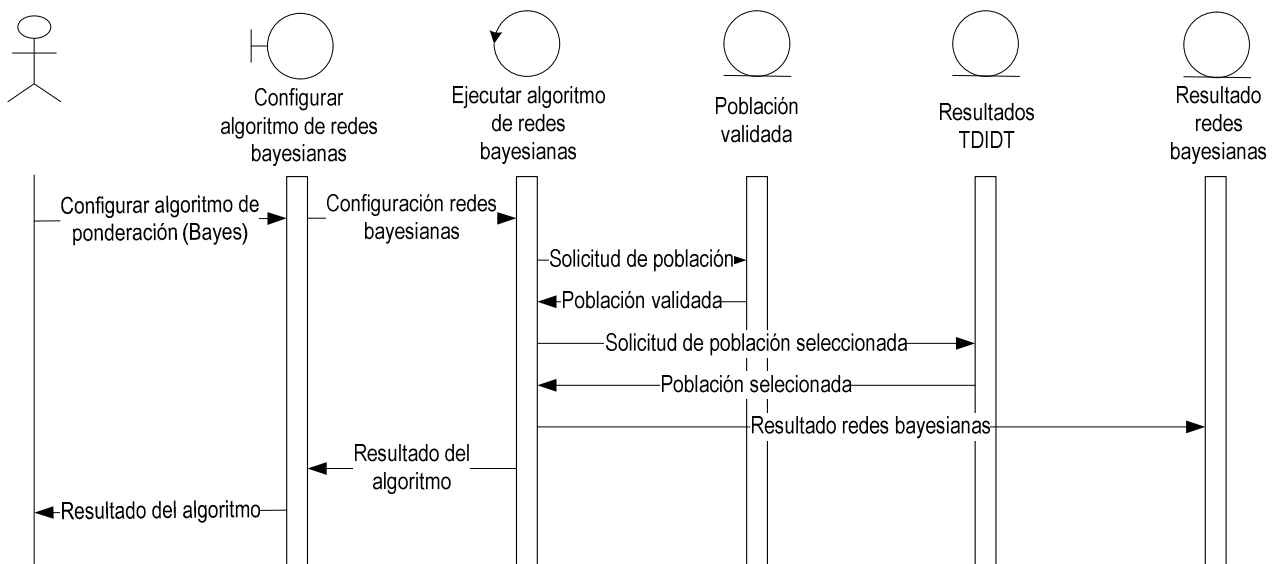 Configurar
algoritmo de redes
bayesianas
Ejecutar algoritmo
de redes
bayesianas
Población
validada
Resultados
TDIDT
Resultado
redes
bayesianas
Configurar algoritmo de
ponderación (Bayes)
Configuración redes
bayesianas
Solicitud de población
Población validada
Solicitud de población seleccionada
Población selecionada
Resultado redes bayesianas
Resultado del
algoritmo
Resultado del algoritmo